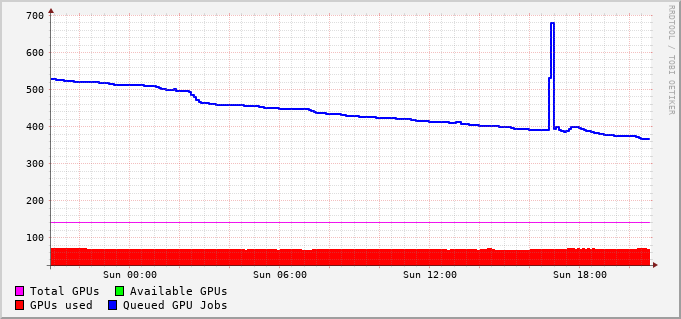 700
600
500
400
300
200
100
Sun 00:00 Sun 06:00 Sun 12:00 Sun 18:00
Total GPUs Available GPUs
GPUs used Queued GPU Jobs
RRDTOOL / TOBI OETIKER